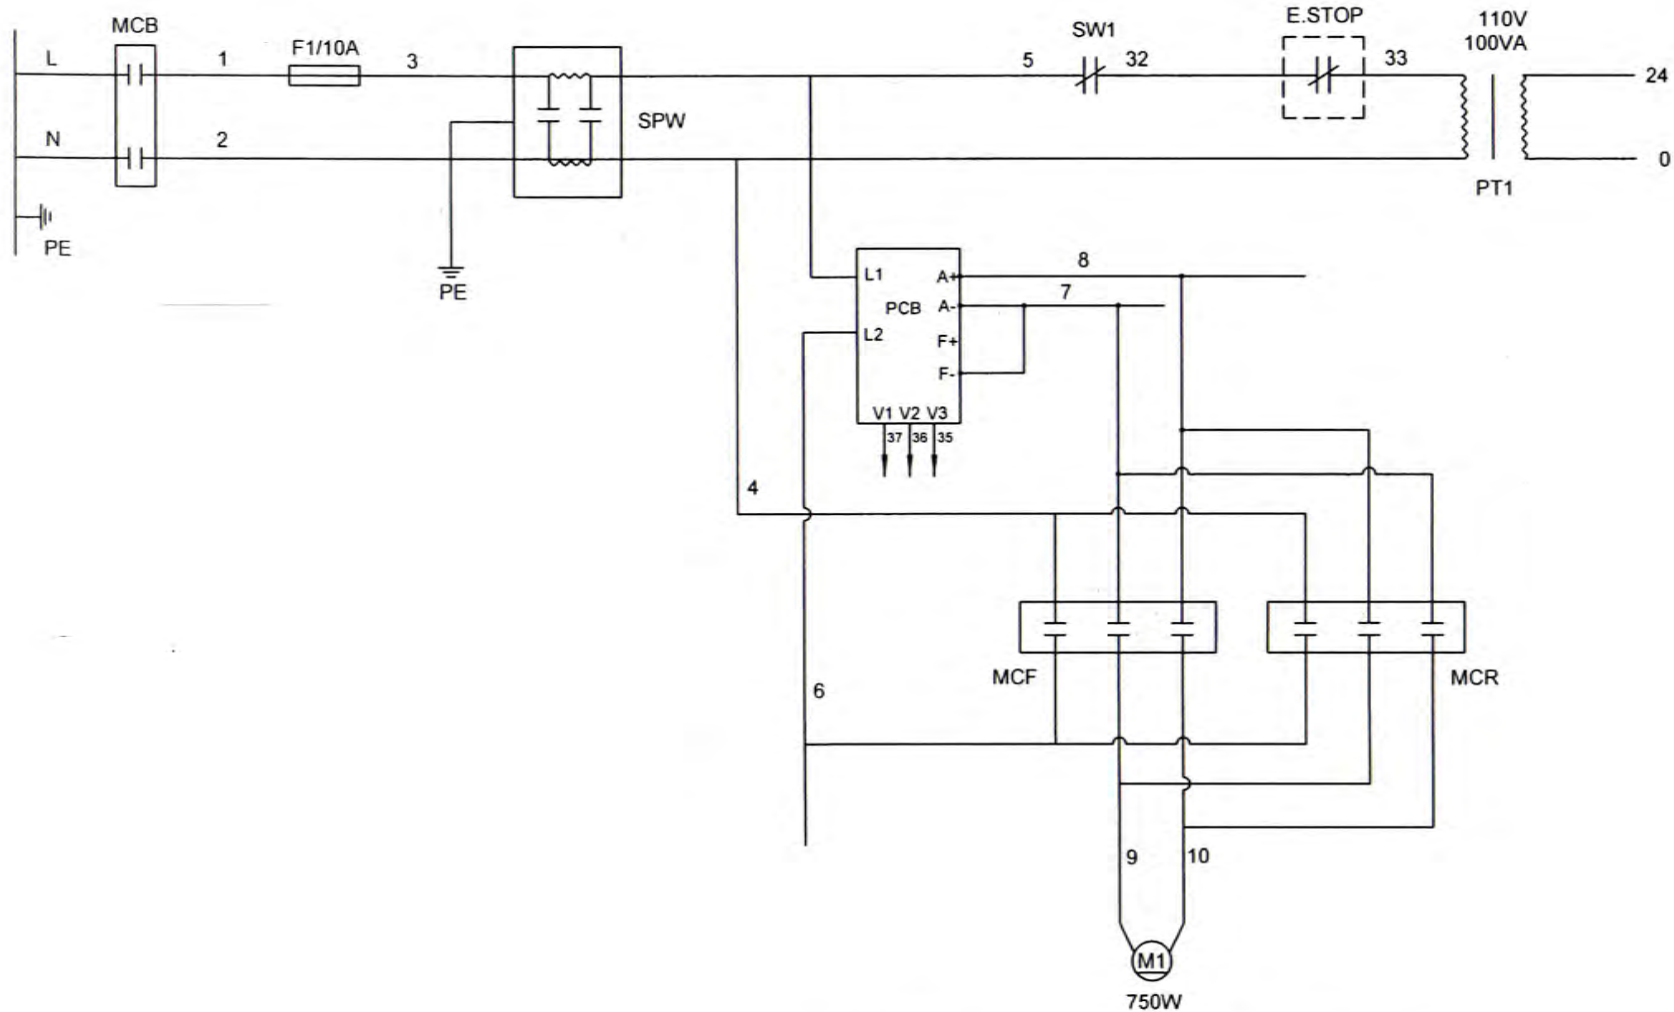 MCB
L
1
F1/10A
3
SPW
5
SW1
32
E.STOP
33
110V
100VA
24
N
2
0
PT1
PE
PE
L1
PCB
L2
A+
A-
F+
F-
8
7
V1 V2 V3
37 36 35
4
MCF
MCR
6
9
10
M1
750W